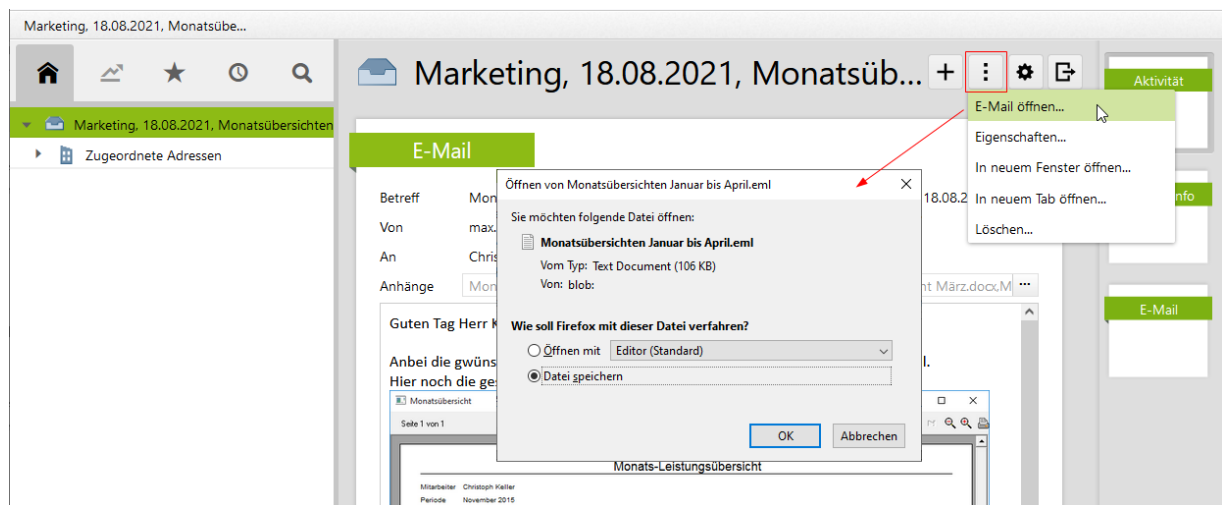 Marketing, 18.08.2021, Monatsübe...
Marketing, 18.08.2021, Monatsüb...
Aktivität
E-Mail öffnen...
Marketing, 18.08.2021, Monatsübersichten
Eigenschaften...
Zugeordnete Adressen
E-Mail
In neuem Fenster öffnen...
Öffnen von Monatsübersichten Januar bis April.eml
Betreff Mon 18.08.2 In neuem Tab öffnen... nfo
Sie möchten folgende Datei öffnen:
Von max. Löschen...
Monatsübersichten Januar bis April.eml
An Chris
Vom Typ: Text Document (106 KB)
Von: blob:
Anhänge Mon nt März.docx,M ...
E-Mail
Guten Tag Herr K
Wie soll Firefox mit dieser Datei verfahren?
Öffnen mit Editor (Standard)
Anbei die gwüns l.
Datei speichern
Hier noch die ge
Monatsübersicht
Seite 1 von 1
OK Abbrechen
Monats-Leistungsübersicht
Mitarbeiter Christoph Keller
Periode November 2015